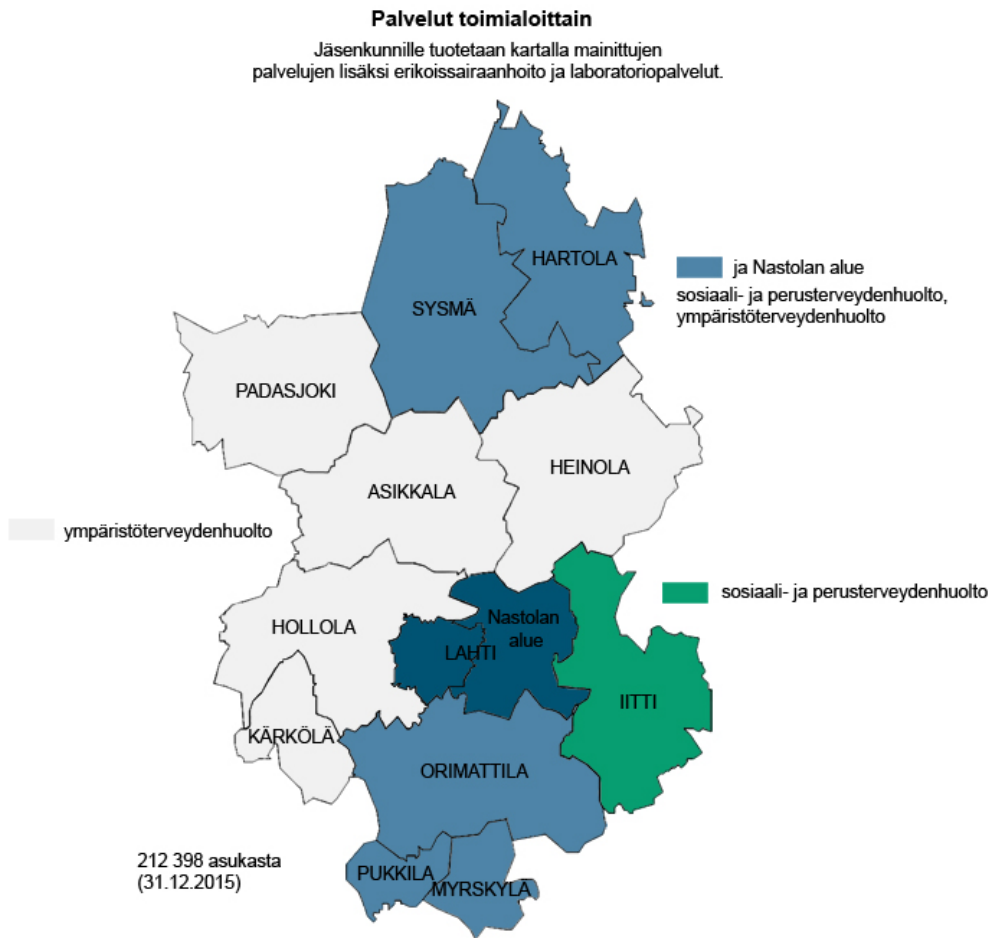 Palvelut toimialoittain
Jäsenkunnille tuotetaan kartalla mainittujen
palvelujen lisäksi erikoissairaanhoito ja laboratoriopalvelut.
HARTOLA
ja Nastolan alue
sosiaali- ja perusterveydenhuolto,
ympäristöterveydenhuolto
SYSMÄ
PADASJOKI
HEINOLA
ASIKKALA
ympäristöterveydenhuolto
sosiaali- ja perusterveydenhuolto
Nastolan
alue
HOLLOLA
LAHTI
IITTI
KÄRKÖLÄ
ORIMATTILA
212 398 asukasta
(31.12.2015)
PUKKILA
MYRSKYLÄ